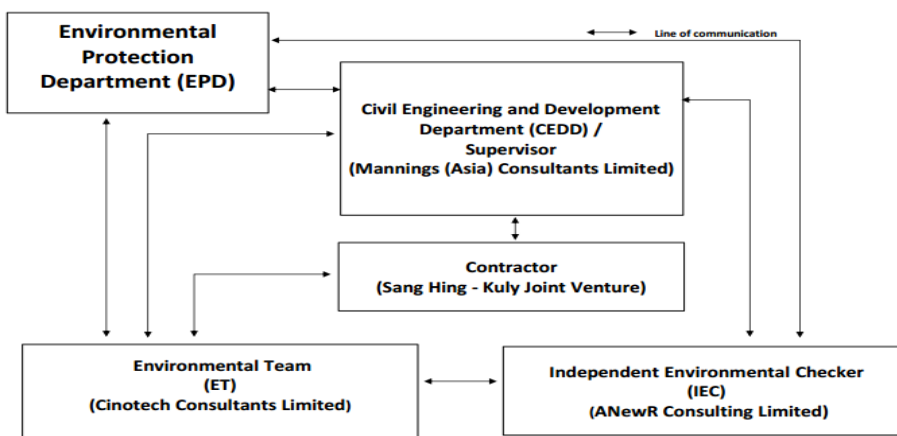 Environmental
Protection
Department (EPD)
Line of communication
Civil Engineering and Development
Department (CEDD) /
Supervisor
(Mannings (Asia) Consultants Limited)
Contractor
(Sang Hing - Kuly Joint Venture)
Environmental Team
(ET)
(Cinotech Consultants Limited)
Independent Environmental Checker
(IEC)
(ANewR Consulting Limited)